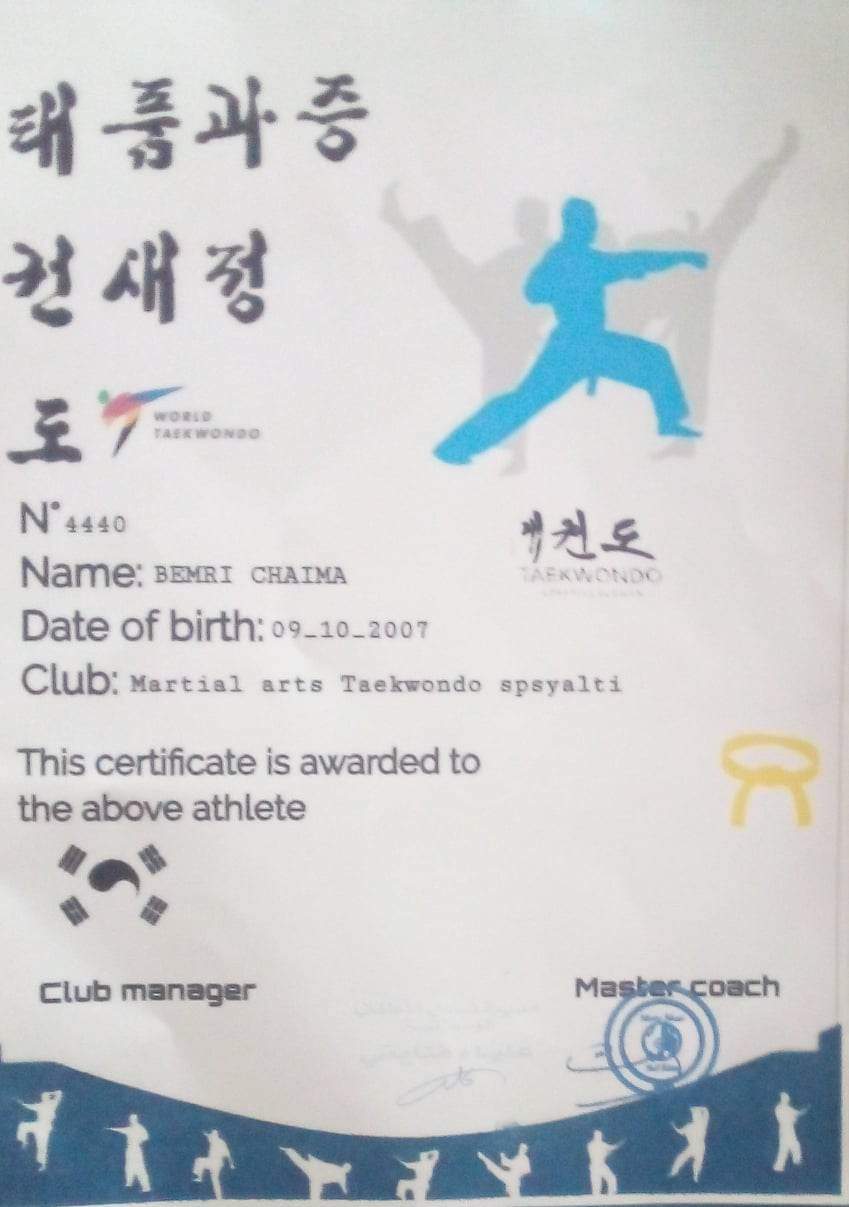 태 품 과 증
권 새 정
도
WORLD
TAEKWONDO
N°4440
태권도
TAEKWONDO
Name: BEMRI CHAIMA
Date of birth: 09_10_2007
Club: Martial arts Taekwondo spsyalti
This certificate is awarded to
the above athlete
Club manager
Master coach